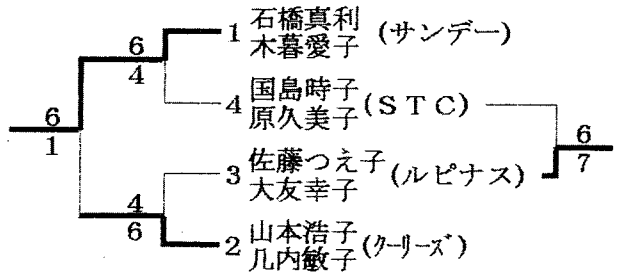 1 石橋真利 (サンデー)
木暮愛子
6
4
4 国島時子 (STC)
原久美子
6
1
6
7
3 佐藤つえ子 (ルピナス)
大友幸子
4
6
2 山本浩子 (クーリーズ)
几内敏子